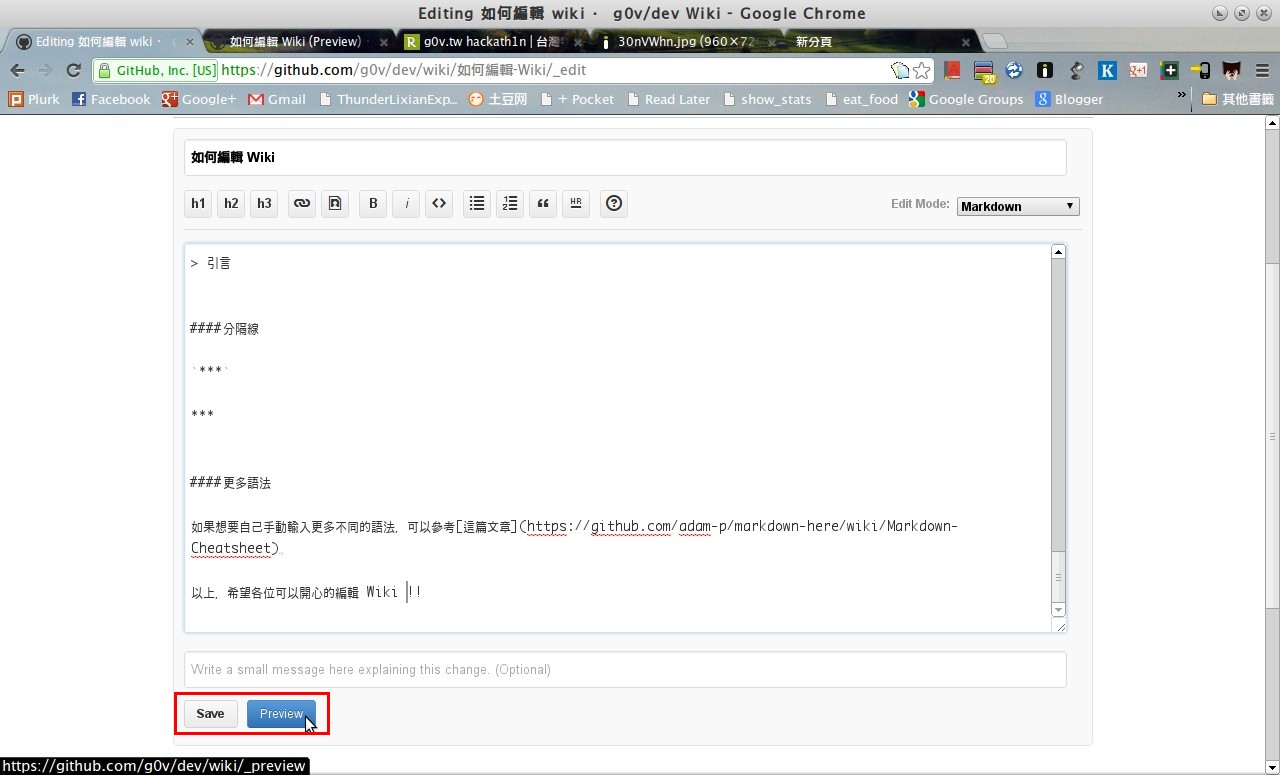 Editing 如何編輯 wiki · g0v/dev Wiki - Google Chrome
Editing 如何編輯 wiki ·
如何編輯 Wiki (Preview)
g0v.tw hackath1n | 台灣
30nVWhn.jpg (960×72
新分頁
GitHub, Inc. [US] https://github.com/g0v/dev/wiki/如何編輯-Wiki/_edit
20
K
g+1
Plurk
Facebook
Google+
Gmail
ThunderLixianExp...
土豆网
+ Pocket
Read Later
show_stats
eat_food
Google Groups
Blogger
»
其他書籤
如何編輯 Wiki
h1 h2 h3 B i <> “ HR ?
Edit Mode: Markdown
> 引言
####分隔線
`***`
***
####更多語法
如果想要自己手動輸入更多不同的語法，可以參考[這篇文章](https://github.com/adam-p/markdown-here/wiki/Markdown-
Cheatsheet)。
以上，希望各位可以開心的編輯 Wiki !!
Write a small message here explaining this change. (Optional)
Save
Preview
https://github.com/g0v/dev/wiki/_preview